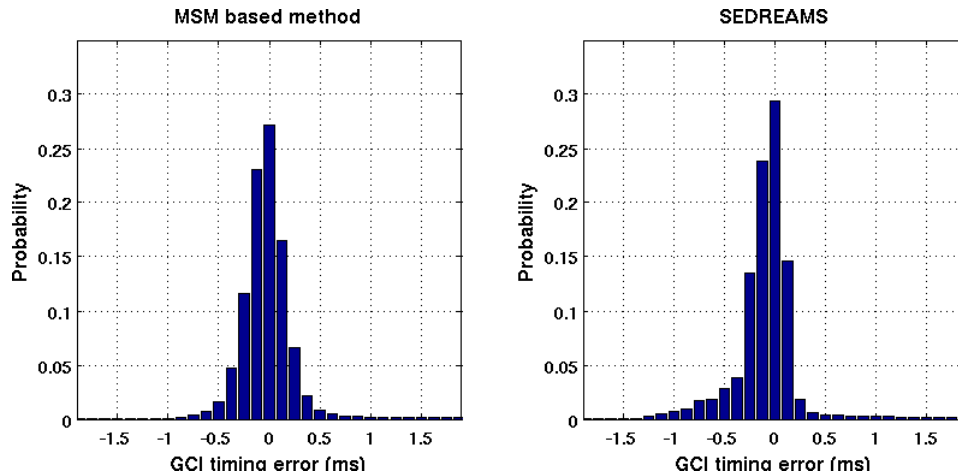 MSM based method
0.3
0.25
0.2
0.15
0.1
0.05
0
Probability
-1.5 -1 -0.5 0 0.5 1 1.5
GCI timing error (ms)
SEDREAMS
0.3
0.25
0.2
0.15
0.1
0.05
0
Probability
-1.5 -1 -0.5 0 0.5 1 1.5
GCI timing error (ms)